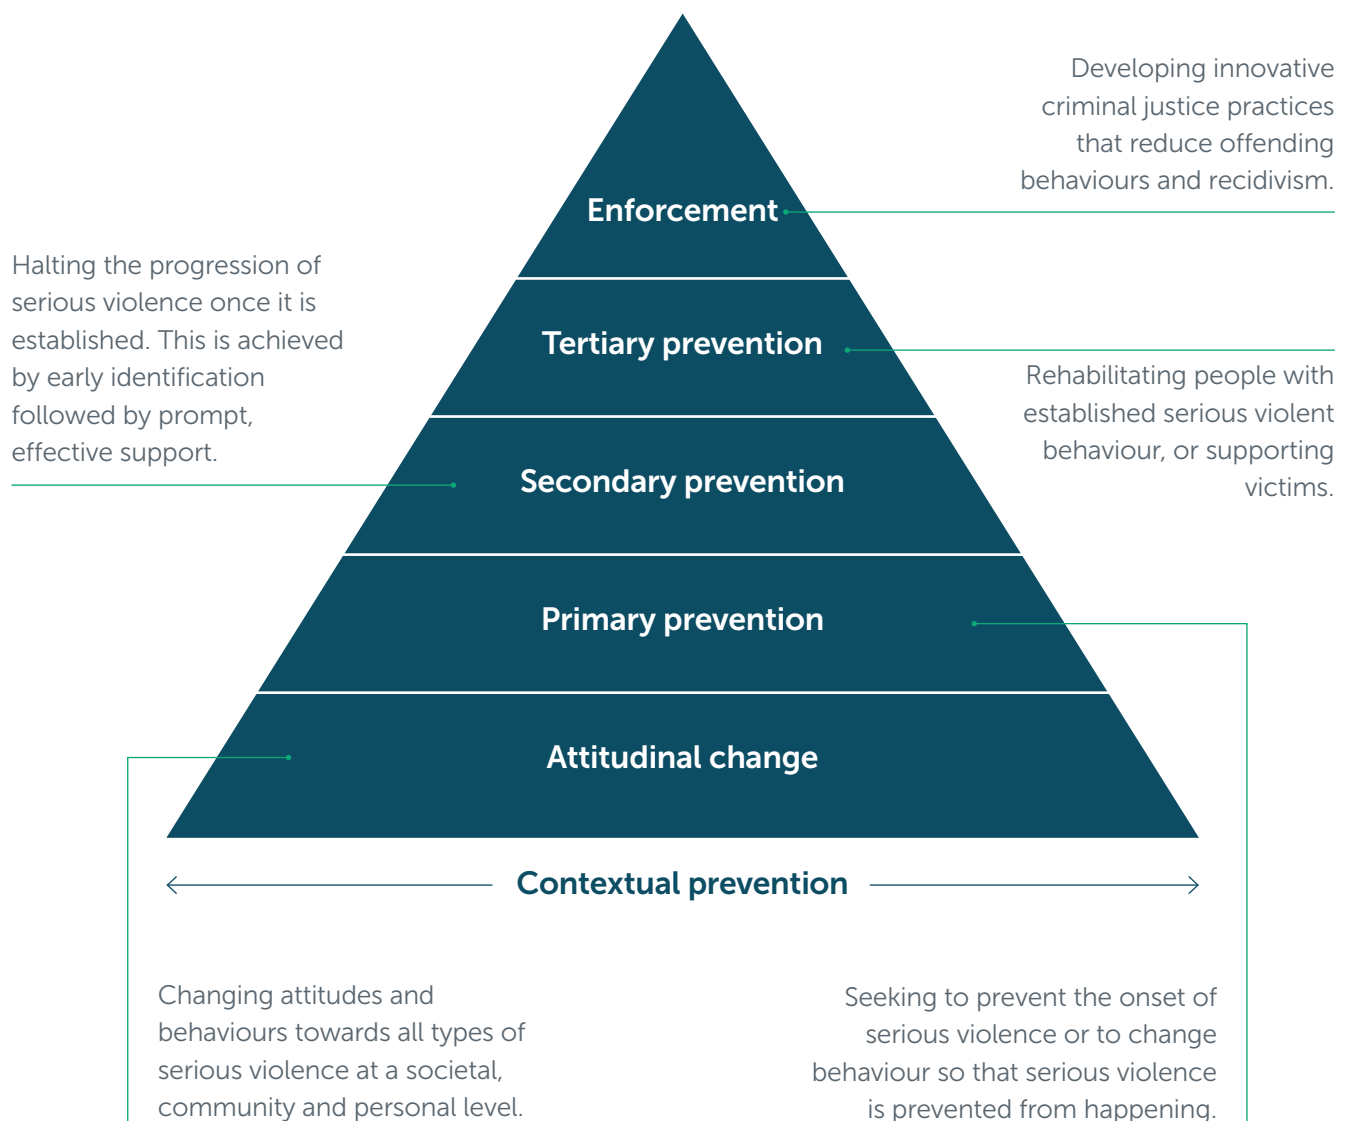 Developing innovative
criminal justice practices
that reduce offending
behaviours and recidivism.
Enforcement
Halting the progression of
serious violence once it is
established. This is achieved
by early identification
followed by prompt,
effective support.
Tertiary prevention
Rehabilitating people with
established serious violent
behaviour, or supporting
victims.
Secondary prevention
Primary prevention
Attitudinal change
Contextual prevention
Changing attitudes and
behaviours towards all types of
serious violence at a societal,
community and personal level.
Seeking to prevent the onset of
serious violence or to change
behaviour so that serious violence
is prevented from happening.